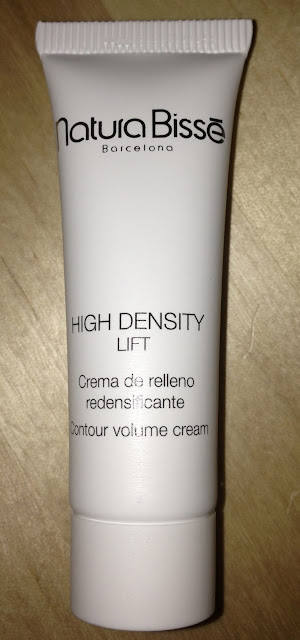 Natura Bissé
Barcelona
HIGH DENSITY
LIFT
Crema de relleno
redensificante
Contour volume cream